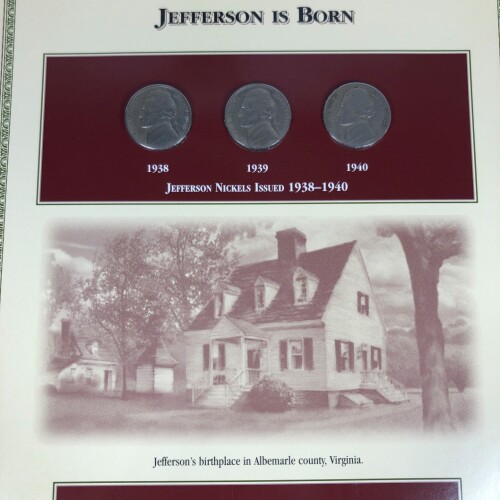 JEFFERSON IS BORN
1938 1939 1940
JEFFERSON NICKELS ISSUED 1938–1940
Jefferson's birthplace in Albemarle county, Virginia.